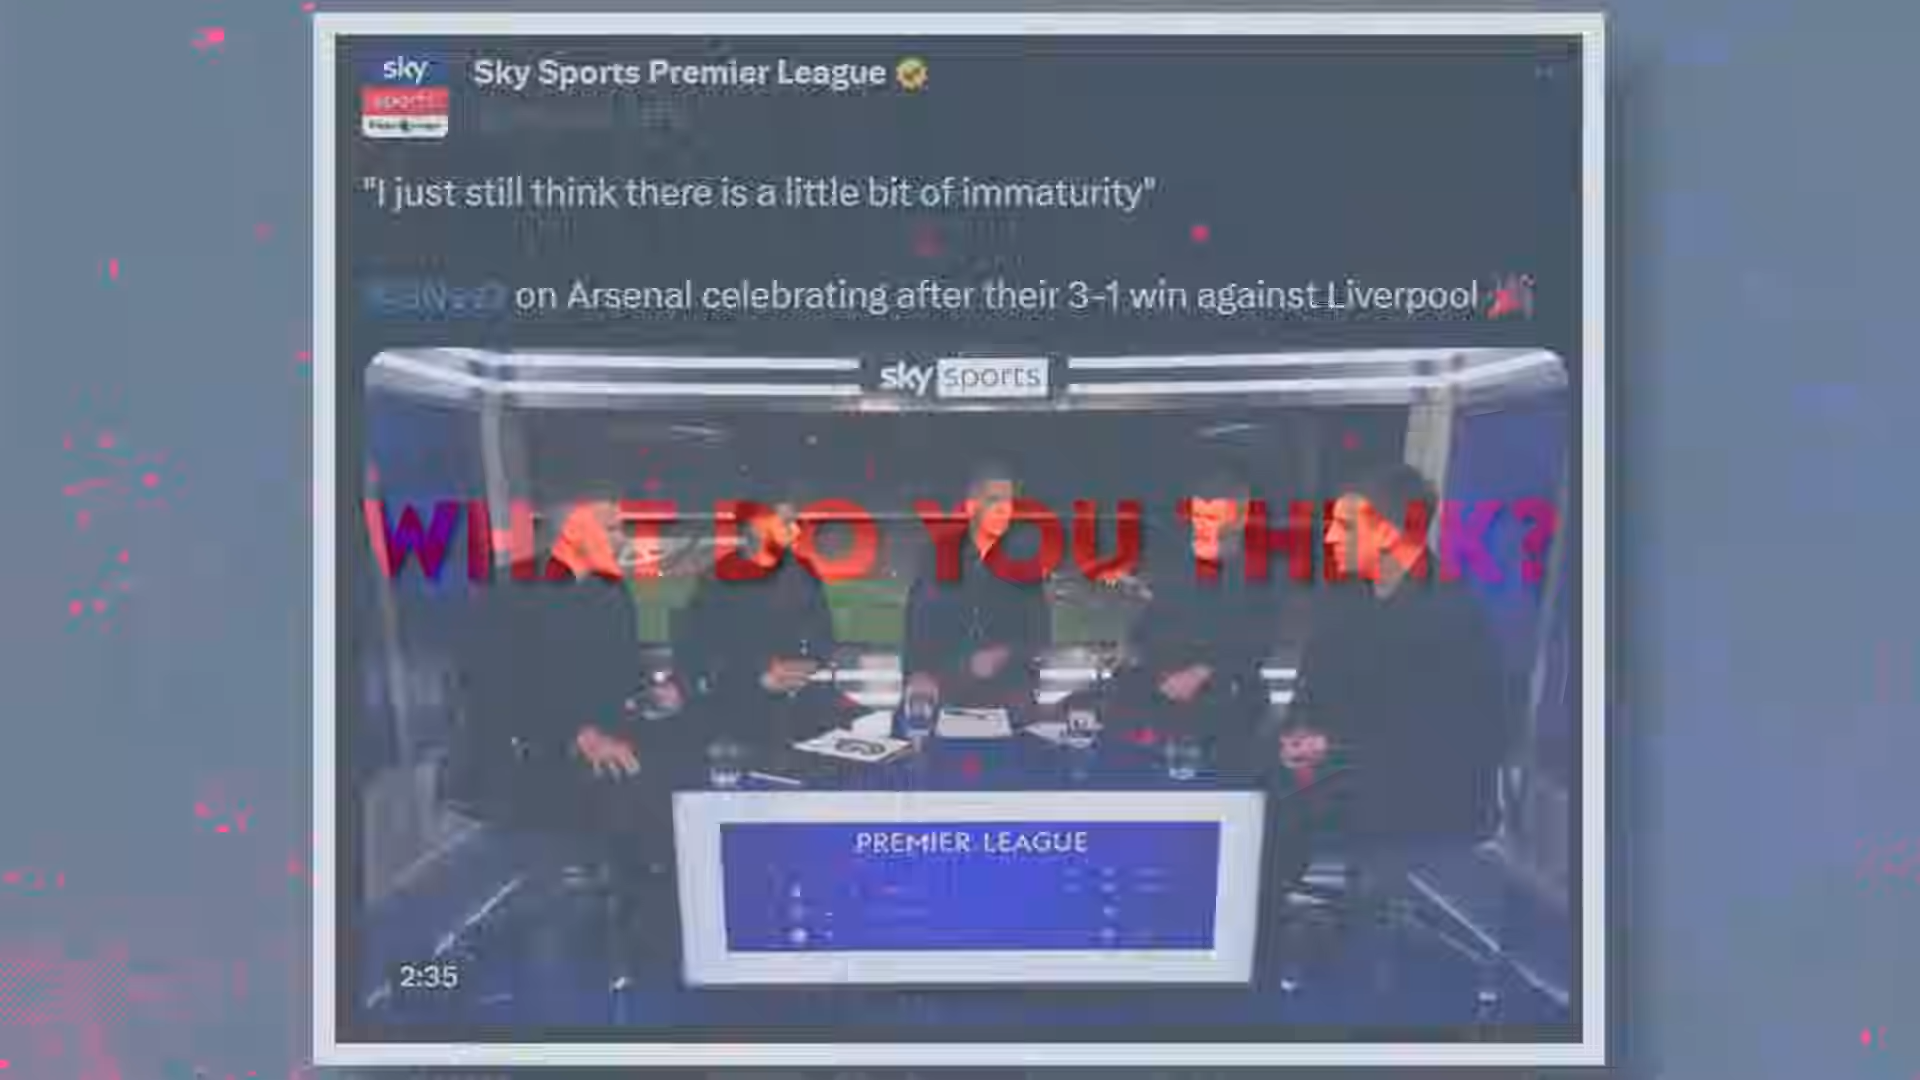 sky
sports
Sky Sports Premier League
"I just still think there is a little bit of immaturity"
on Arsenal celebrating after their 3-1 win against Liverpool
sky sports
WHAT DO YOU THINK?
PREMIER LEAGUE
2:35